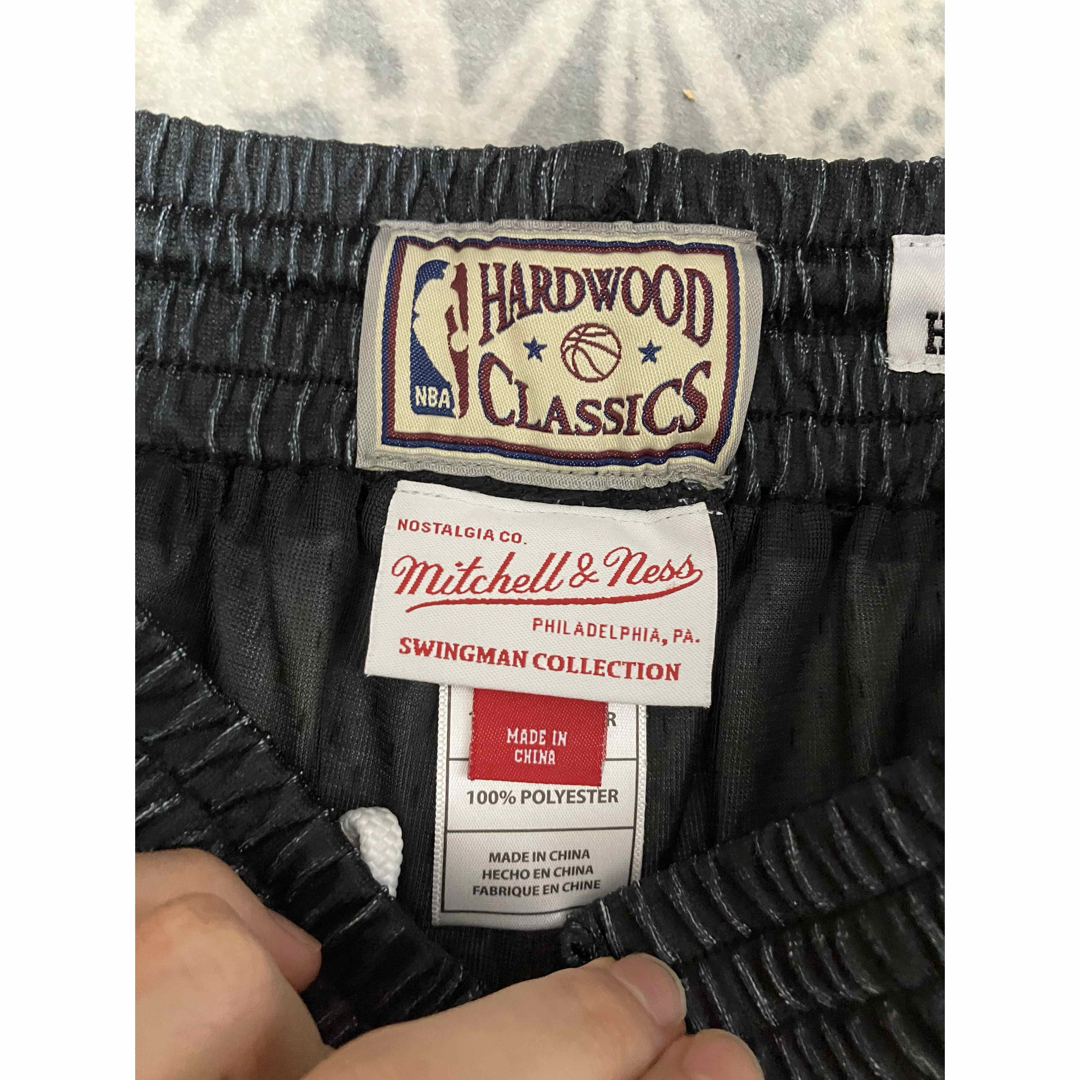 HARDWOOD
CLASSICS
NBA
H
NOSTALGIA CO.
Mitchell & Ness
PHILADELPHIA, PA.
SWINGMAN COLLECTION
R
MADE IN
CHINA
100% POLYESTER
MADE IN CHINA
HECHO EN CHINA
FABRIQUE EN CHINE